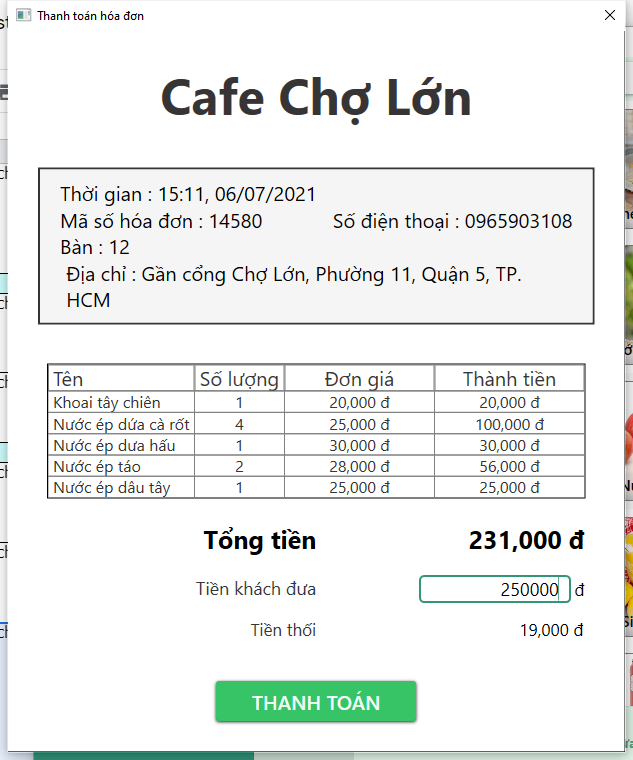 Thanh toán hóa đơn
Cafe Chợ Lớn
Thời gian : 15:11, 06/07/2021
Mã số hóa đơn : 14580 Số điện thoại : 0965903108
Bàn : 12
Địa chỉ : Gần cổng Chợ Lớn, Phường 11, Quận 5, TP.
HCM
Tên Số lượng Đơn giá Thành tiền
Khoai tây chiên 1 20,000 đ 20,000 đ
Nước ép dứa cà rốt 4 25,000 đ 100,000 đ
Nước ép dưa hấu 1 30,000 đ 30,000 đ
Nước ép táo 2 28,000 đ 56,000 đ
Nước ép dâu tây 1 25,000 đ 25,000 đ
Tổng tiền 231,000 đ
Tiền khách đưa 250000 đ
Tiền thối 19,000 đ
THANH TOÁN